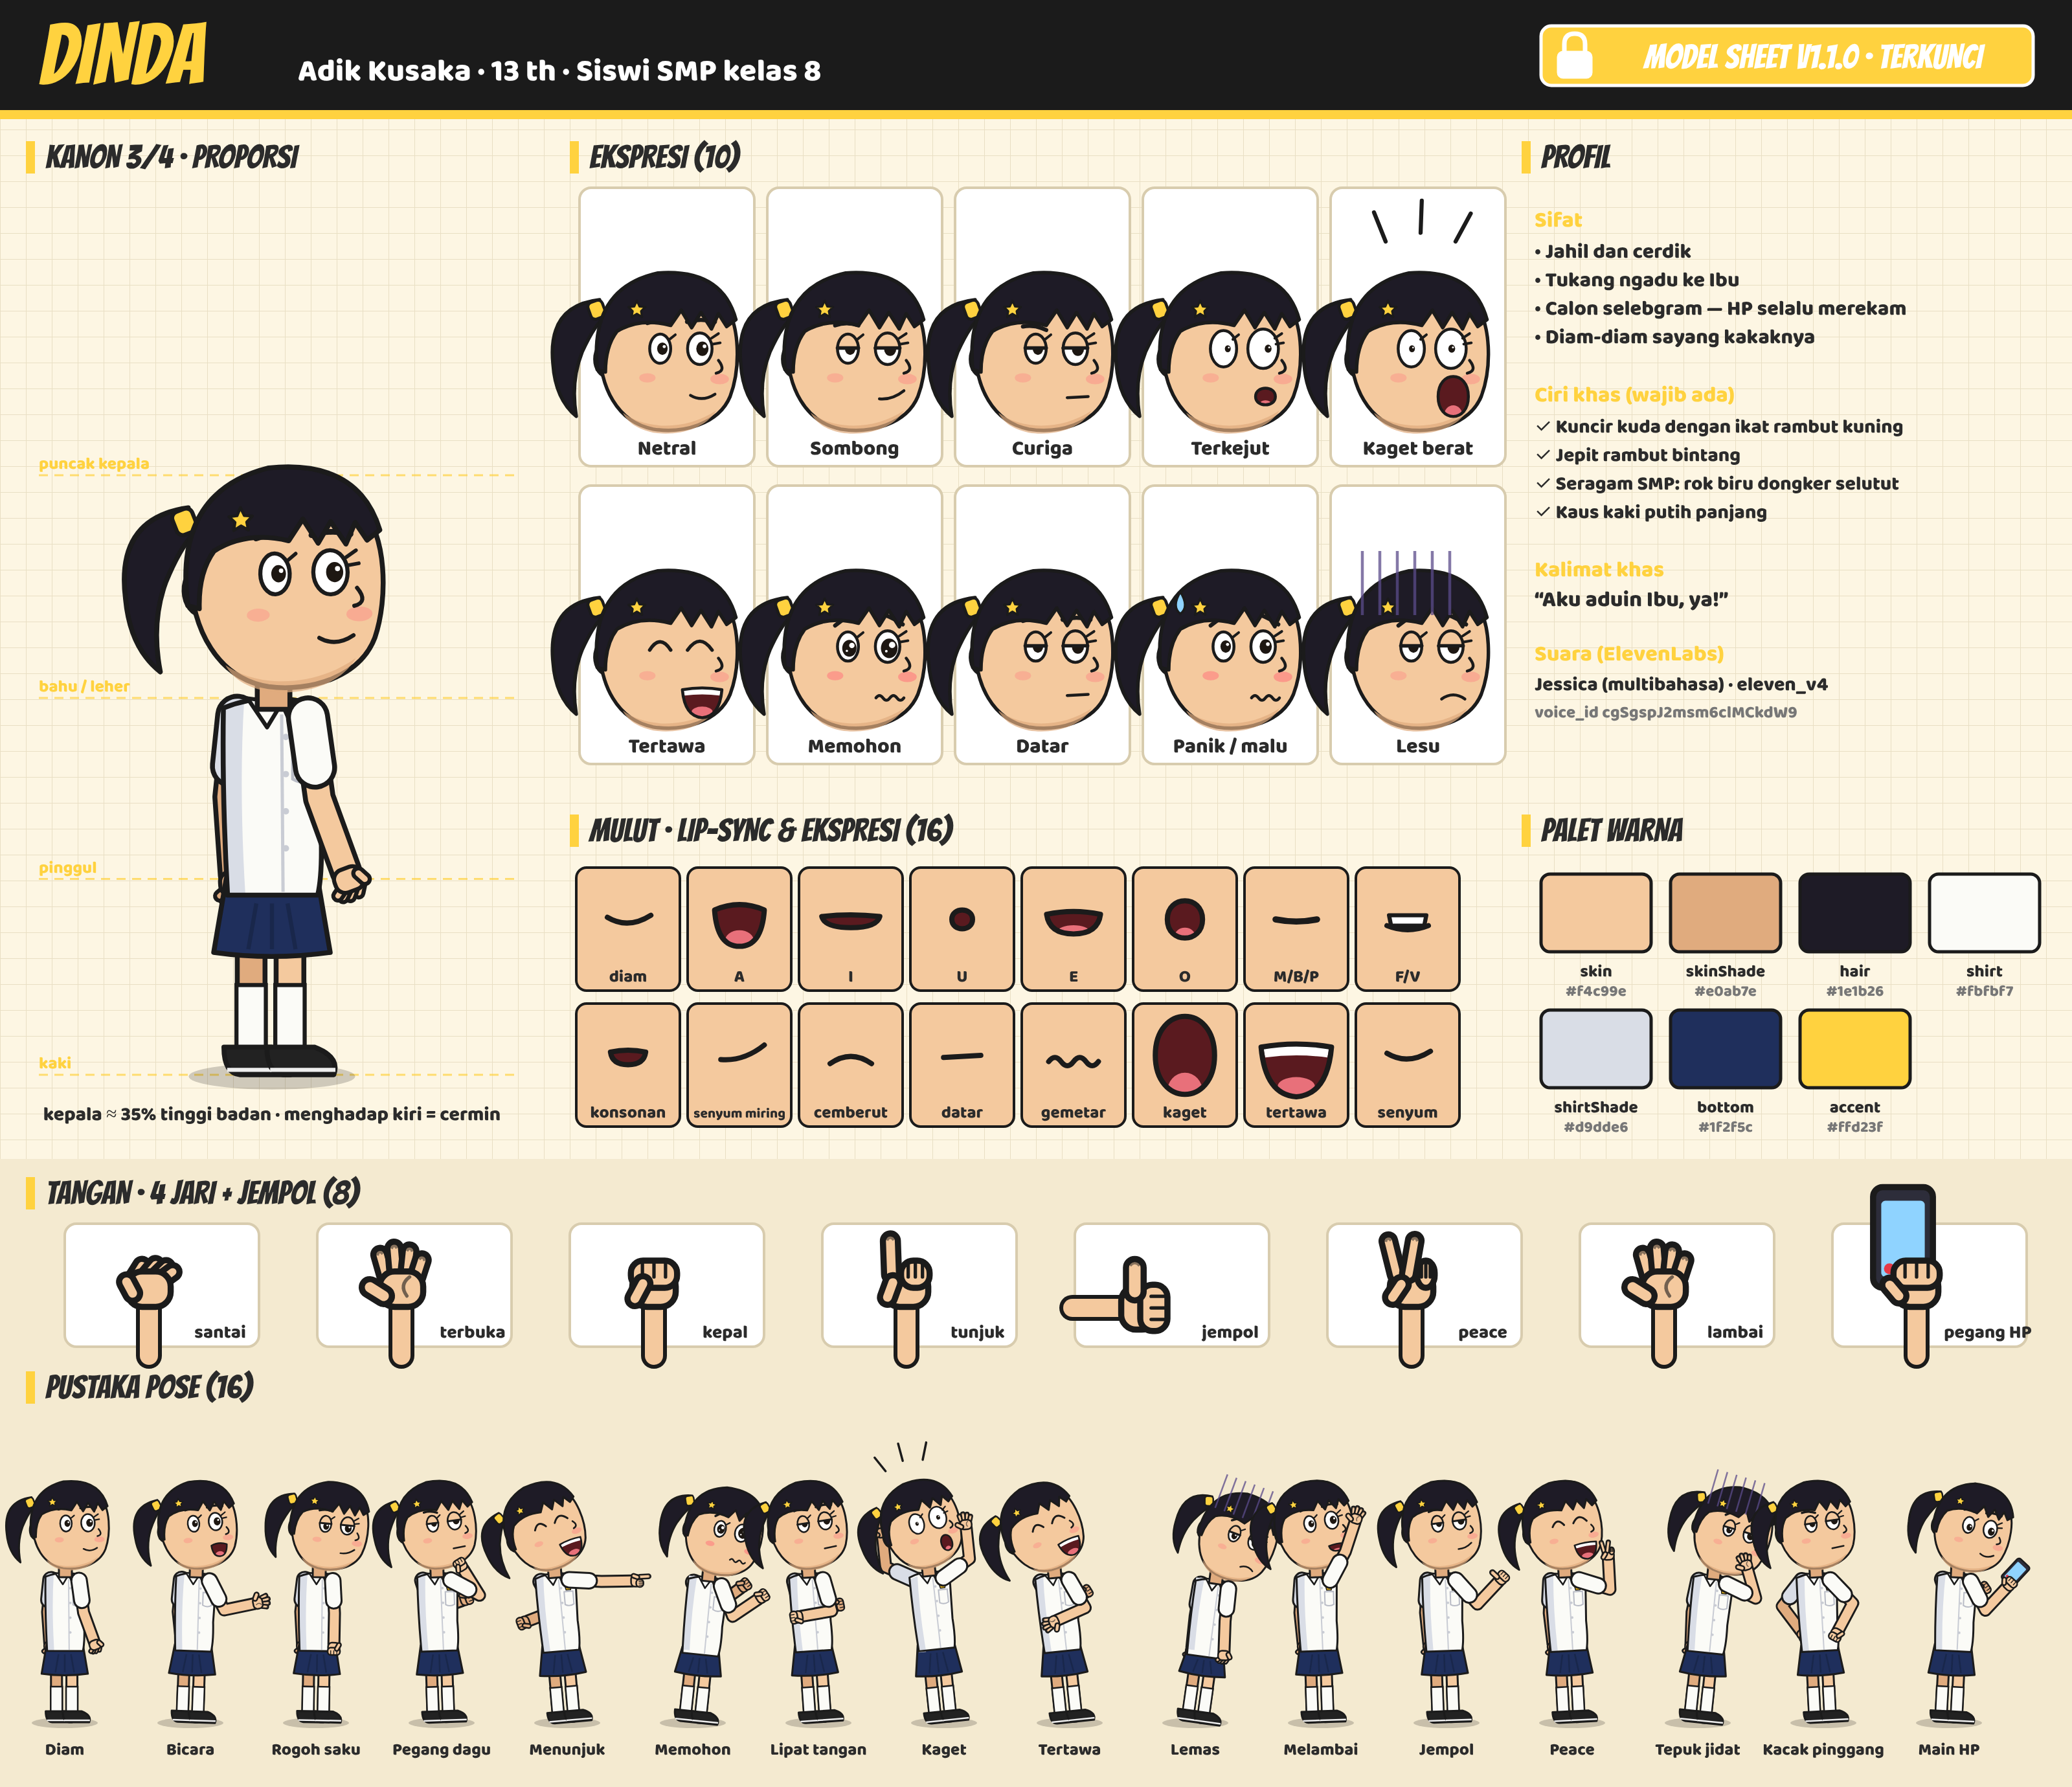 DINDA
Adik Kusaka · 13 th · Siswi SMP kelas 8
MODEL SHEET V1.1.0 · TERKUNCI
KANON 3/4 · PROPORSI
puncak kepala
bahu / leher
pinggul
kaki
kepala ≈ 35% tinggi badan · menghadap kiri = cermin
EKSPRESI (10)
Netral
Sombong
Curiga
Terkejut
Kaget berat
Tertawa
Memohon
Datar
Panik / malu
Lesu
MULUT · LIP-SYNC & EKSPRESI (16)
diam
A
I
U
E
O
M/B/P
F/V
konsonan
senyum miring
cemberut
datar
gemetar
kaget
tertawa
senyum
PROFIL
Sifat
• Jahil dan cerdik
• Tukang ngadu ke Ibu
• Calon selebgram — HP selalu merekam
• Diam-diam sayang kakaknya
Ciri khas (wajib ada)
✓ Kuncir kuda dengan ikat rambut kuning
✓ Jepit rambut bintang
✓ Seragam SMP: rok biru dongker selutut
✓ Kaus kaki putih panjang
Kalimat khas
“Aku aduin Ibu, ya!”
Suara (ElevenLabs)
Jessica (multibahasa) · eleven_v4
voice_id cgSgspJ2msm6clMCkdW9
PALET WARNA
skin
#f4c99e
skinShade
#e0ab7e
hair
#1e1b26
shirt
#fbfbf7
shirtShade
#d9dde6
bottom
#1f2f5c
accent
#ffd23f
TANGAN · 4 JARI + JEMPOL (8)
santai
terbuka
kepal
tunjuk
jempol
peace
lambai
pegang HP
PUSTAKA POSE (16)
Diam
Bicara
Rogoh saku
Pegang dagu
Menunjuk
Memohon
Lipat tangan
Kaget
Tertawa
Lemas
Melambai
Jempol
Peace
Tepuk jidat
Kacak pinggang
Main HP